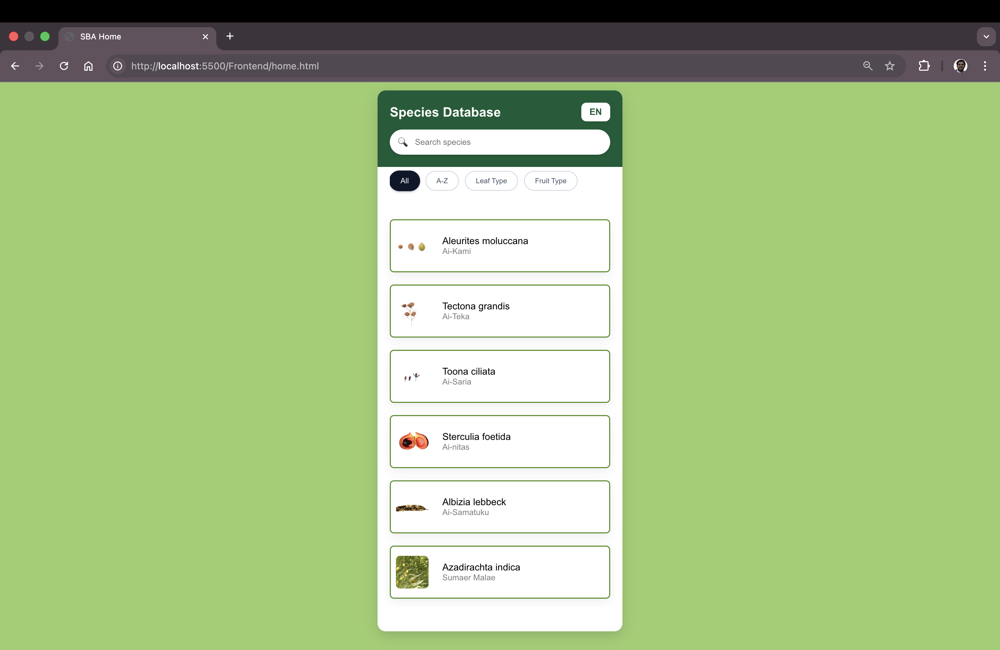 SBA Home
http://localhost:5500/Frontend/home.html
Species Database
EN
Search species
All
A-Z
Leaf Type
Fruit Type
Aleurites moluccana
Ai-Kami
Tectona grandis
Ai-Teka
Toona ciliata
Ai-Saria
Sterculia foetida
Ai-nitas
Albizia lebbeck
Ai-Samatuku
Azadirachta indica
Sumaer Malae